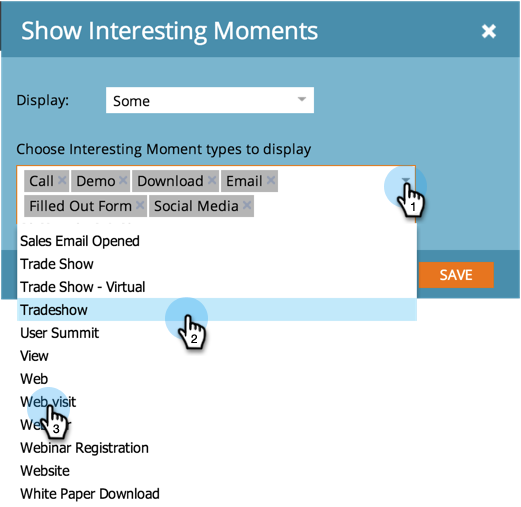 Show Interesting Moments ×
Display: Some
Choose Interesting Moment types to display
Call × Demo × Download × Email ×
Filled Out Form × Social Media ×
1
Sales Email Opened
Trade Show
SAVE
Trade Show - Virtual
Tradeshow
2
User Summit
View
Web
Web visit
3
Webinar Registration
Website
White Paper Download